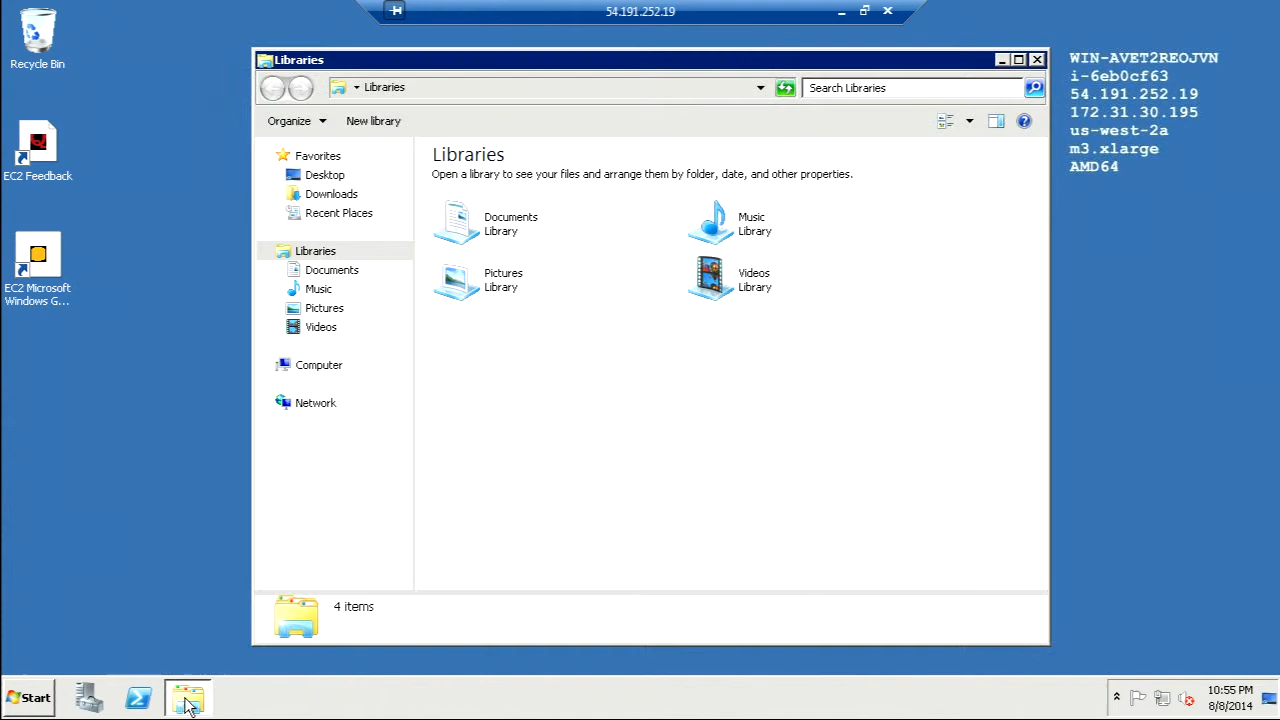 54.191.252.19
Recycle Bin
EC2 Feedback
EC2 Microsoft
Windows G...
Libraries
Libraries
Search Libraries
Organize
New library
Favorites
Desktop
Downloads
Recent Places
Libraries
Documents
Music
Pictures
Videos
Computer
Network
Libraries
Open a library to see your files and arrange them by folder, date, and other properties.
Documents
Library
Music
Library
Pictures
Library
Videos
Library
4 items
WIN-AVET2REOJVN
i-6eb0cf63
54.191.252.19
172.31.30.195
us-west-2a
m3.xlarge
AMD64
Start
10:55 PM
8/8/2014